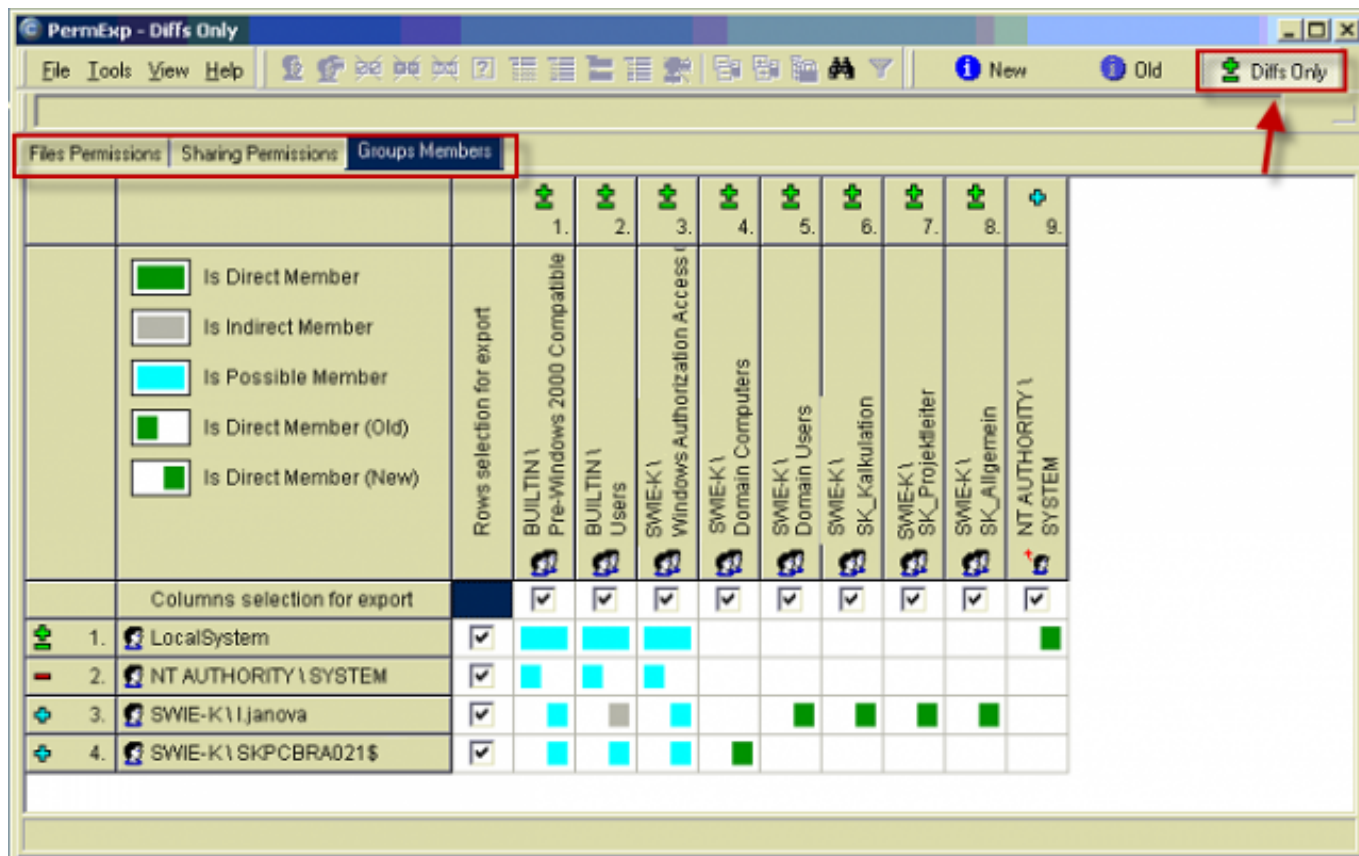 PermExp - Diffs Only
File Tools View Help
New
Old
Diffs Only
Files Permissions
Sharing Permissions
Groups Members
1.
2.
3.
4.
5.
6.
7.
8.
9.
Is Direct Member
Is Indirect Member
Is Possible Member
Is Direct Member (Old)
Is Direct Member (New)
Rows selection for export
BUILTIN \
Pre-Windows 2000 Compatible
BUILTIN \
Users
SWIE-K \
Windows Authorization Access
SWIE-K \
Domain Computers
SWIE-K \
Domain Users
SWIE-K \
SK_Kalkulation
SWIE-K \
SK_Projektleiter
SWIE-K \
SK_Allgemein
NT AUTHORITY \
SYSTEM
Columns selection for export
1. LocalSystem
2. NT AUTHORITY \ SYSTEM
3. SWIE-K \ l.janova
4. SWIE-K \ SKPCBRA021$